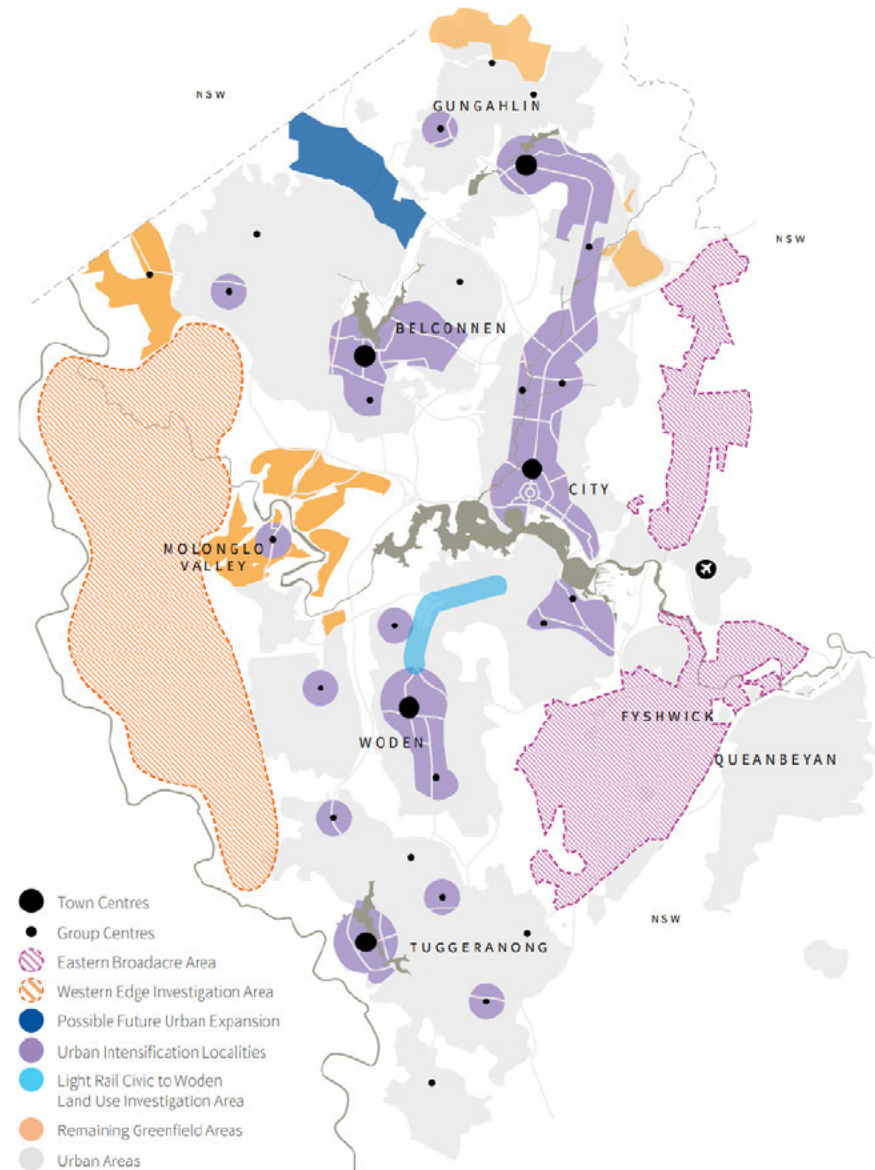 NSW
GUNGAHLIN
NSW
BELCONNEN
CITY
MOLONGLO
VALLEY
FYSHWICK
WODEN
QUEANBEYAN
NSW
TUGGERANONG
Town Centres
Group Centres
Eastern Broadacre Area
Western Edge Investigation Area
Possible Future Urban Expansion
Urban Intensification Localities
Light Rail Civic to Woden
Land Use Investigation Area
Remaining Greenfield Areas
Urban Areas